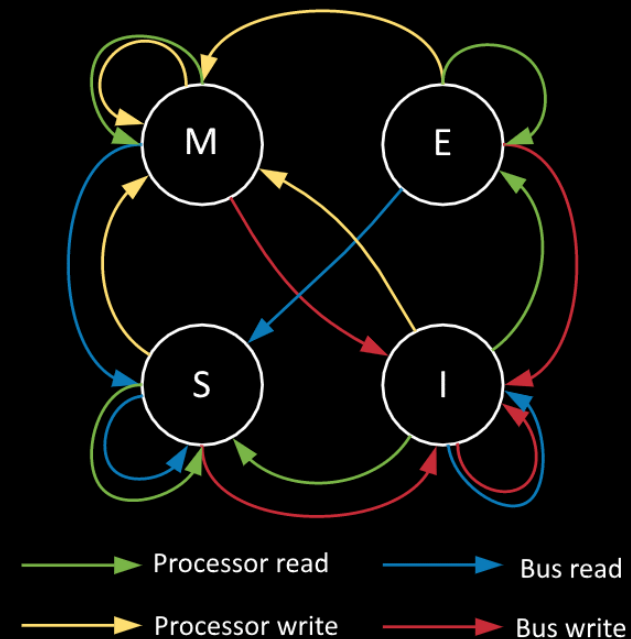 M
E
S
I
Processor read
Bus read
Processor write
Bus write